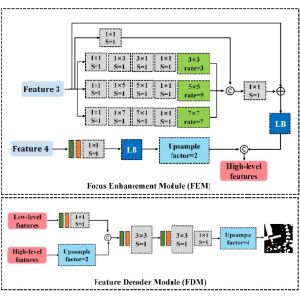 1×1
S=1
1×1
S=1
1×3
S=1
3×1
S=1
3×3
rate=3
Feature 3
1×1
S=1
1×5
S=1
5×1
S=1
5×5
rate=5
C
1×1
S=1
1×1
S=1
1×7
S=1
7×1
S=1
7×7
rate=7
LB
Feature 4
1×1
S=1
LB
Upsample
factor=2
C
High-level
features
Focus Enhancement Module (FEM)
Low-level
features
1×1
S=1
C
3×3
S=1
3×3
S=1
1×1
S=1
Upsample
factor=4
High-level
features
Upsample
factor=2
Feature Decoder Module (FDM)